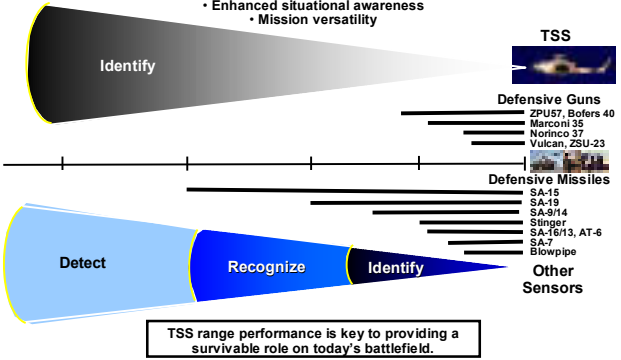 • Enhanced situational awareness
• Mission versatility
TSS
Identify
Defensive Guns
ZPU57, Bofers 40
Marconi 35
Norinco 37
Vulcan, ZSU-23
Defensive Missiles
SA-15
SA-19
SA-9/14
Stinger
SA-16/13, AT-6
SA-7
Blowpipe
Detect
Recognize
Identify
Other
Sensors
TSS range performance is key to providing a
survivable role on today's battlefield.